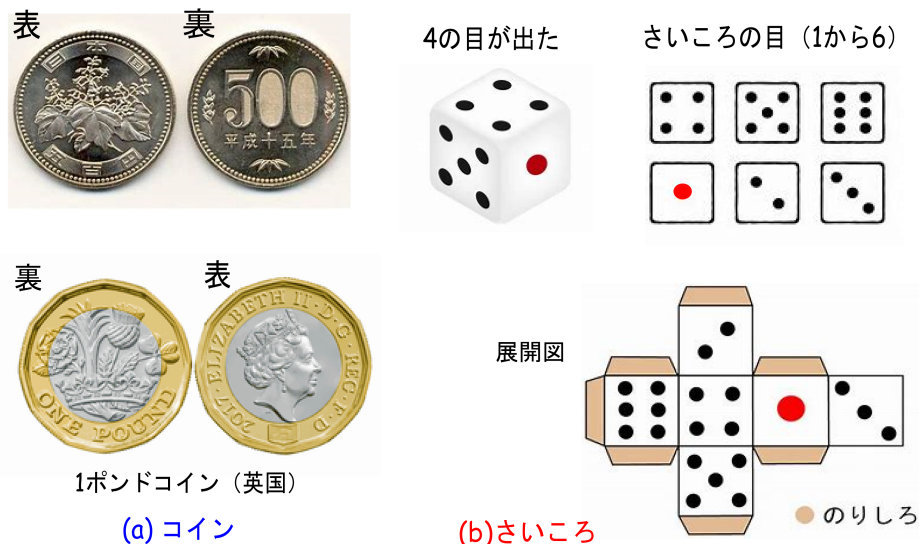 表
裏
日本国
500
平成十五年
五百円
裏
表
ONE POUND
2017・ELIZABETH II・D・G・REG・F・D
1ポンドコイン（英国）
(a) コイン
4の目が出た
さいころの目（1から6）
展開図
のりしろ
(b)さいころ